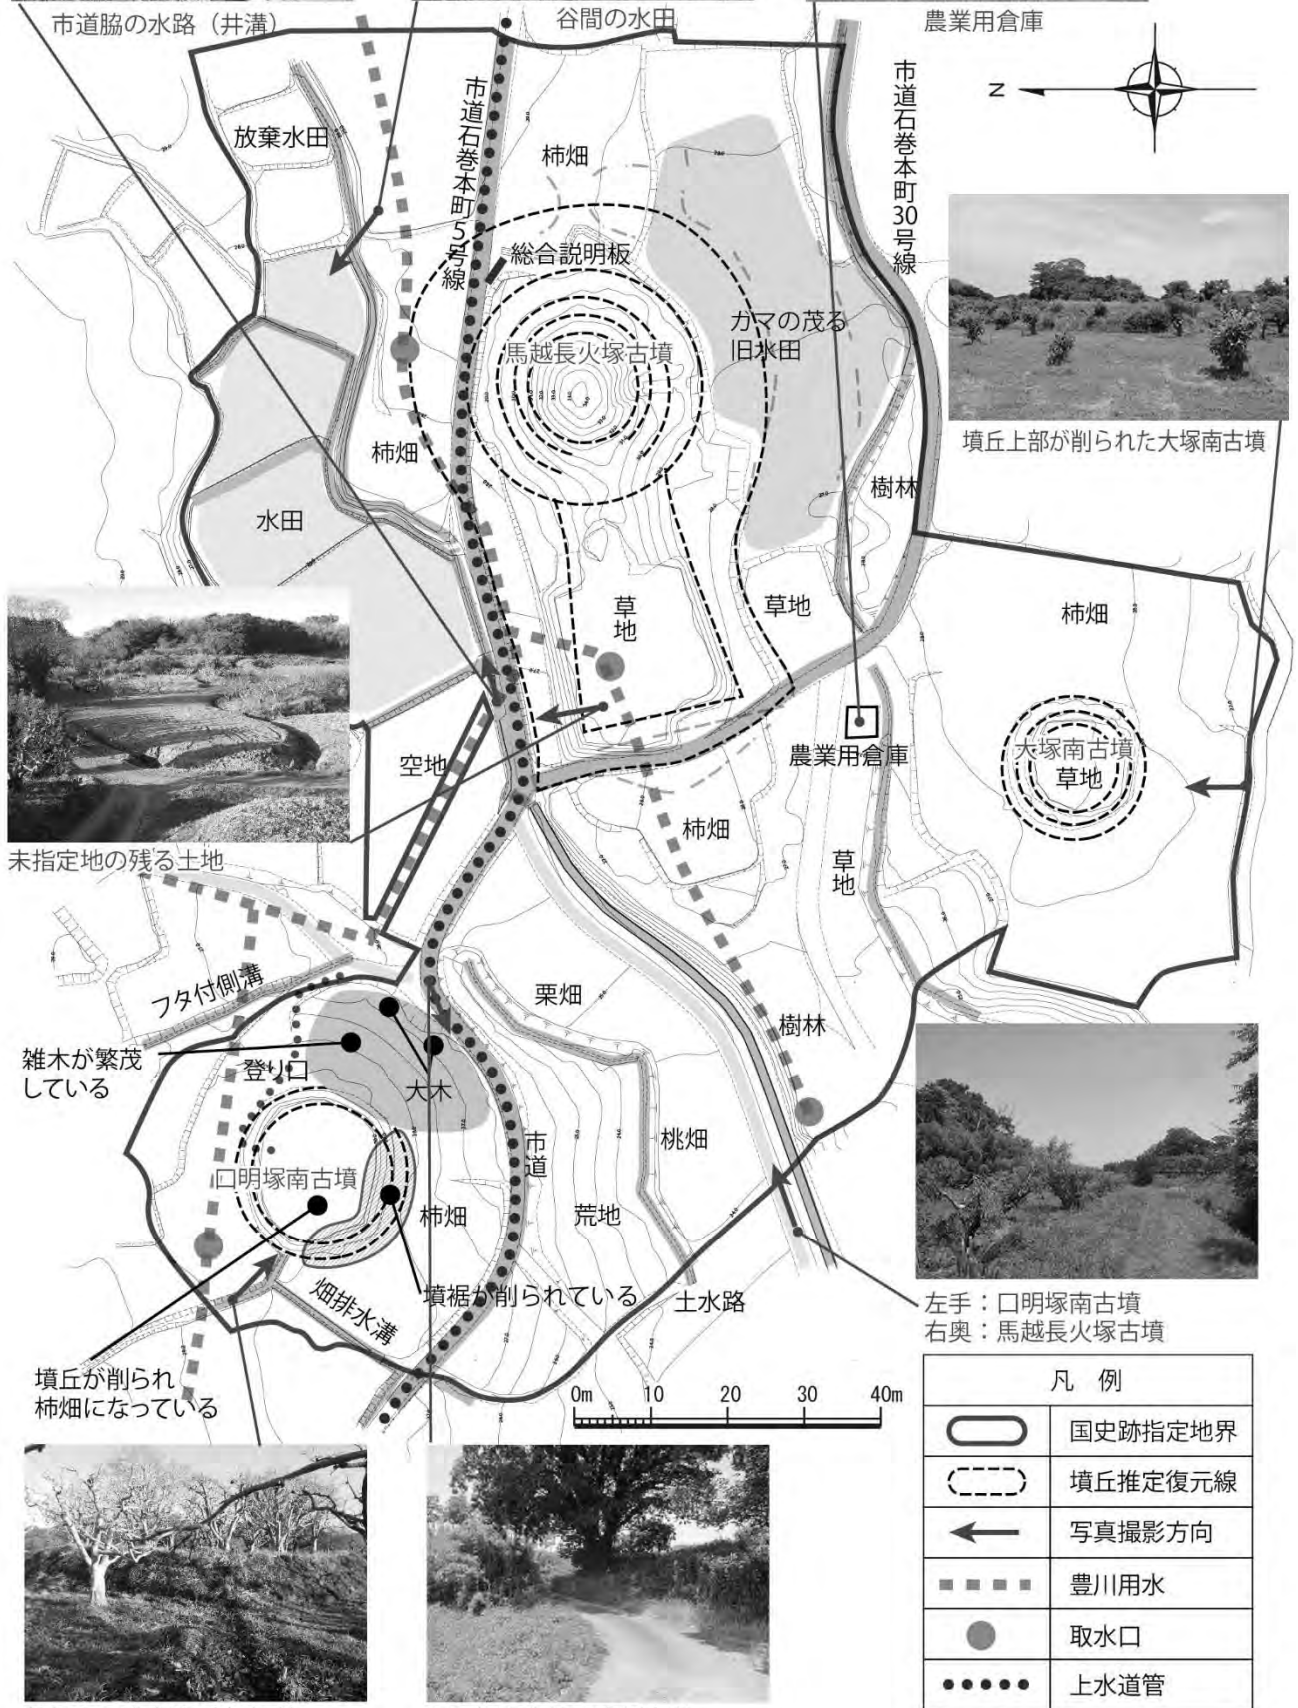 市道脇の水路（井溝）
谷間の水田
農業用倉庫
N
市道石巻本町5号線
市道石巻本町30号線
放棄水田
柿畑
総合説明板
馬越長火塚古墳
ガマの茂る
旧水田
墳丘上部が削られた大塚南古墳
柿畑
樹林
水田
草地
草地
柿畑
大塚南古墳
草地
空地
農業用倉庫
柿畑
草地
未指定地の残る土地
フタ付側溝
栗畑
樹林
雑木が繁茂
している
登り口
大木
市道
桃畑
口明塚南古墳
柿畑
荒地
墳裾が削られている
土水路
畑排水溝
左手：口明塚南古墳
右奥：馬越長火塚古墳
墳丘が削られ
柿畑になっている
0m 10 20 30 40m
凡 例
国史跡指定地界
墳丘推定復元線
写真撮影方向
豊川用水
取水口
上水道管